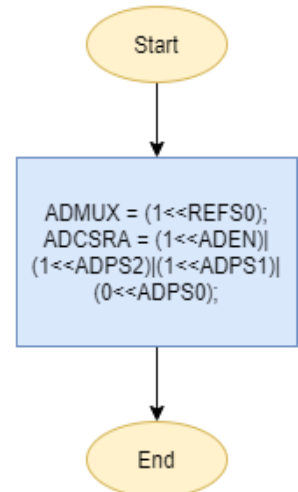 Start
ADMUX = (1<<REFS0);
ADCSRA = (1<<ADEN)|
(1<<ADPS2)|(1<<ADPS1)|
(0<<ADPS0);
End